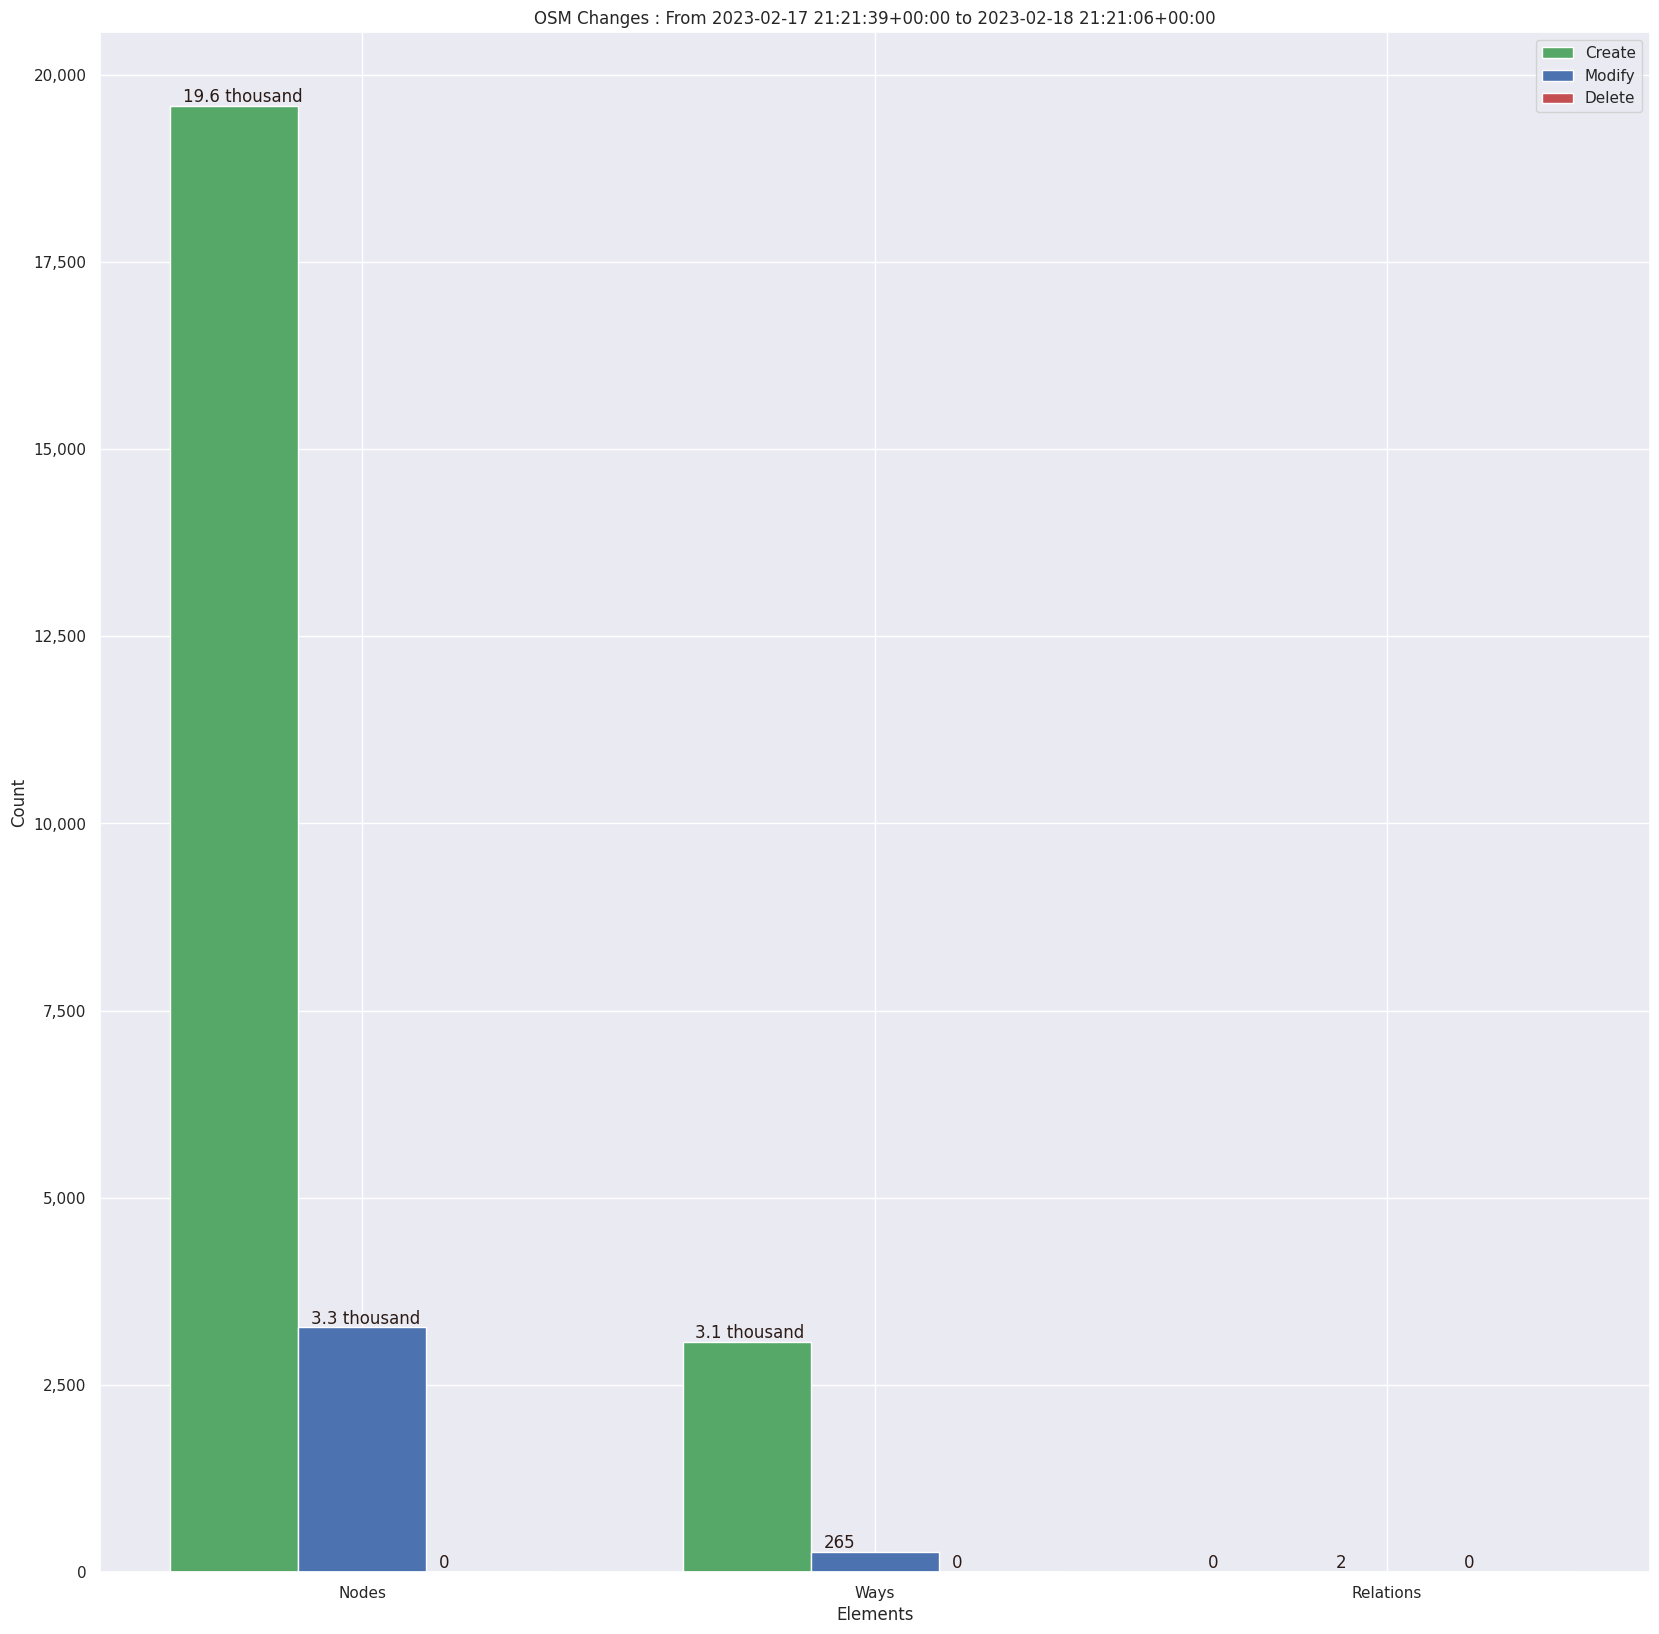 OSM Changes : From 2023-02-17 21:21:39+00:00 to 2023-02-18 21:21:06+00:00
Create
Modify
Delete
20,000
17,500
15,000
12,500
10,000
7,500
5,000
2,500
0
Count
19.6 thousand
3.3 thousand
0
3.1 thousand
265
0
0
2
0
Nodes
Ways
Relations
Elements